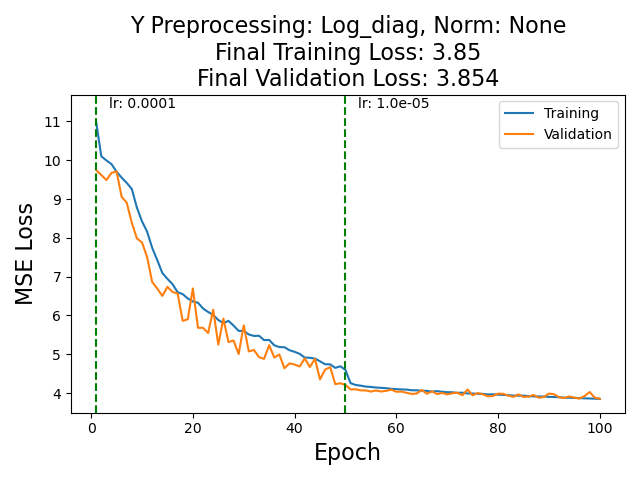 Y Preprocessing: Log_diag, Norm: None
Final Training Loss: 3.85
Final Validation Loss: 3.854
lr: 0.0001
lr: 1.0e-05
Training
Validation
MSE Loss
11
10
9
8
7
6
5
4
0
20
40
60
80
100
Epoch